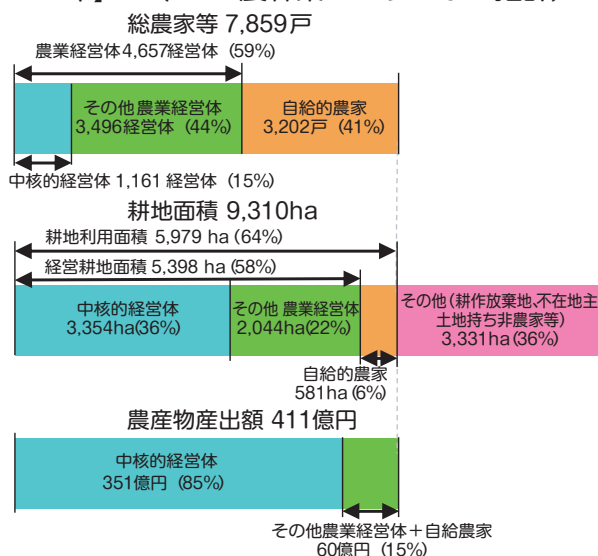 総農家等 7,859戸
農業経営体4,657経営体 (59%)
その他 農業経営体
3,496経営体 (44%)
自給的農家
3,202戸 (41%)
中核的経営体 1,161 経営体 (15%)
耕地面積 9,310ha
耕地利用面積 5,979 ha (64%)
経営耕地面積 5,398 ha (58%)
中核的経営体
3,354ha(36%)
その他 農業経営体
2,044ha(22%)
その他 (耕作放棄地、不在地主
土地持ち非農家等)
3,331ha (36%)
自給的農家
581ha (6%)
農産物産出額 411億円
中核的経営体
351億円 (85%)
その他農業経営体＋自給農家
60億円 (15%)